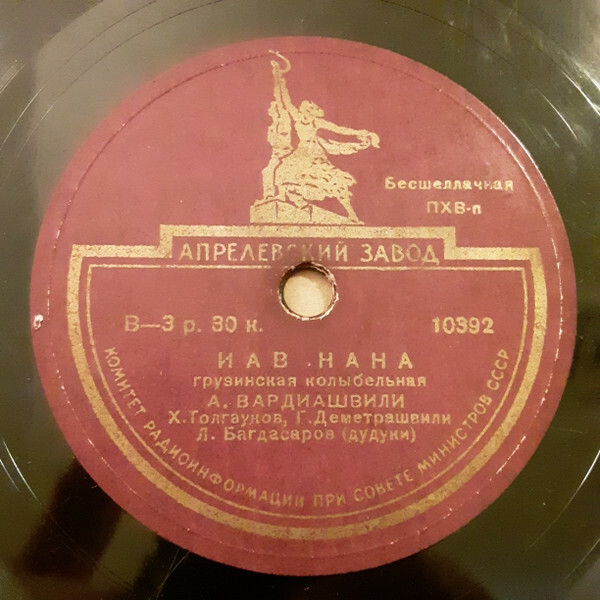 Бесшеллачная
ПХВ-п
АПРЕЛЕВСКИЙ ЗАВОД
В—3 р. 30 к.
10392
ИАВ НАНА
грузинская колыбельная
А. ВАРДИАШВИЛИ
Х.Толгауков, Г.Деметрашвили
Л. Багдасаров (дудуки)
КОМИТЕТ РАДИОИНФОРМАЦИИ ПРИ СОВЕТЕ МИНИСТРОВ СССР